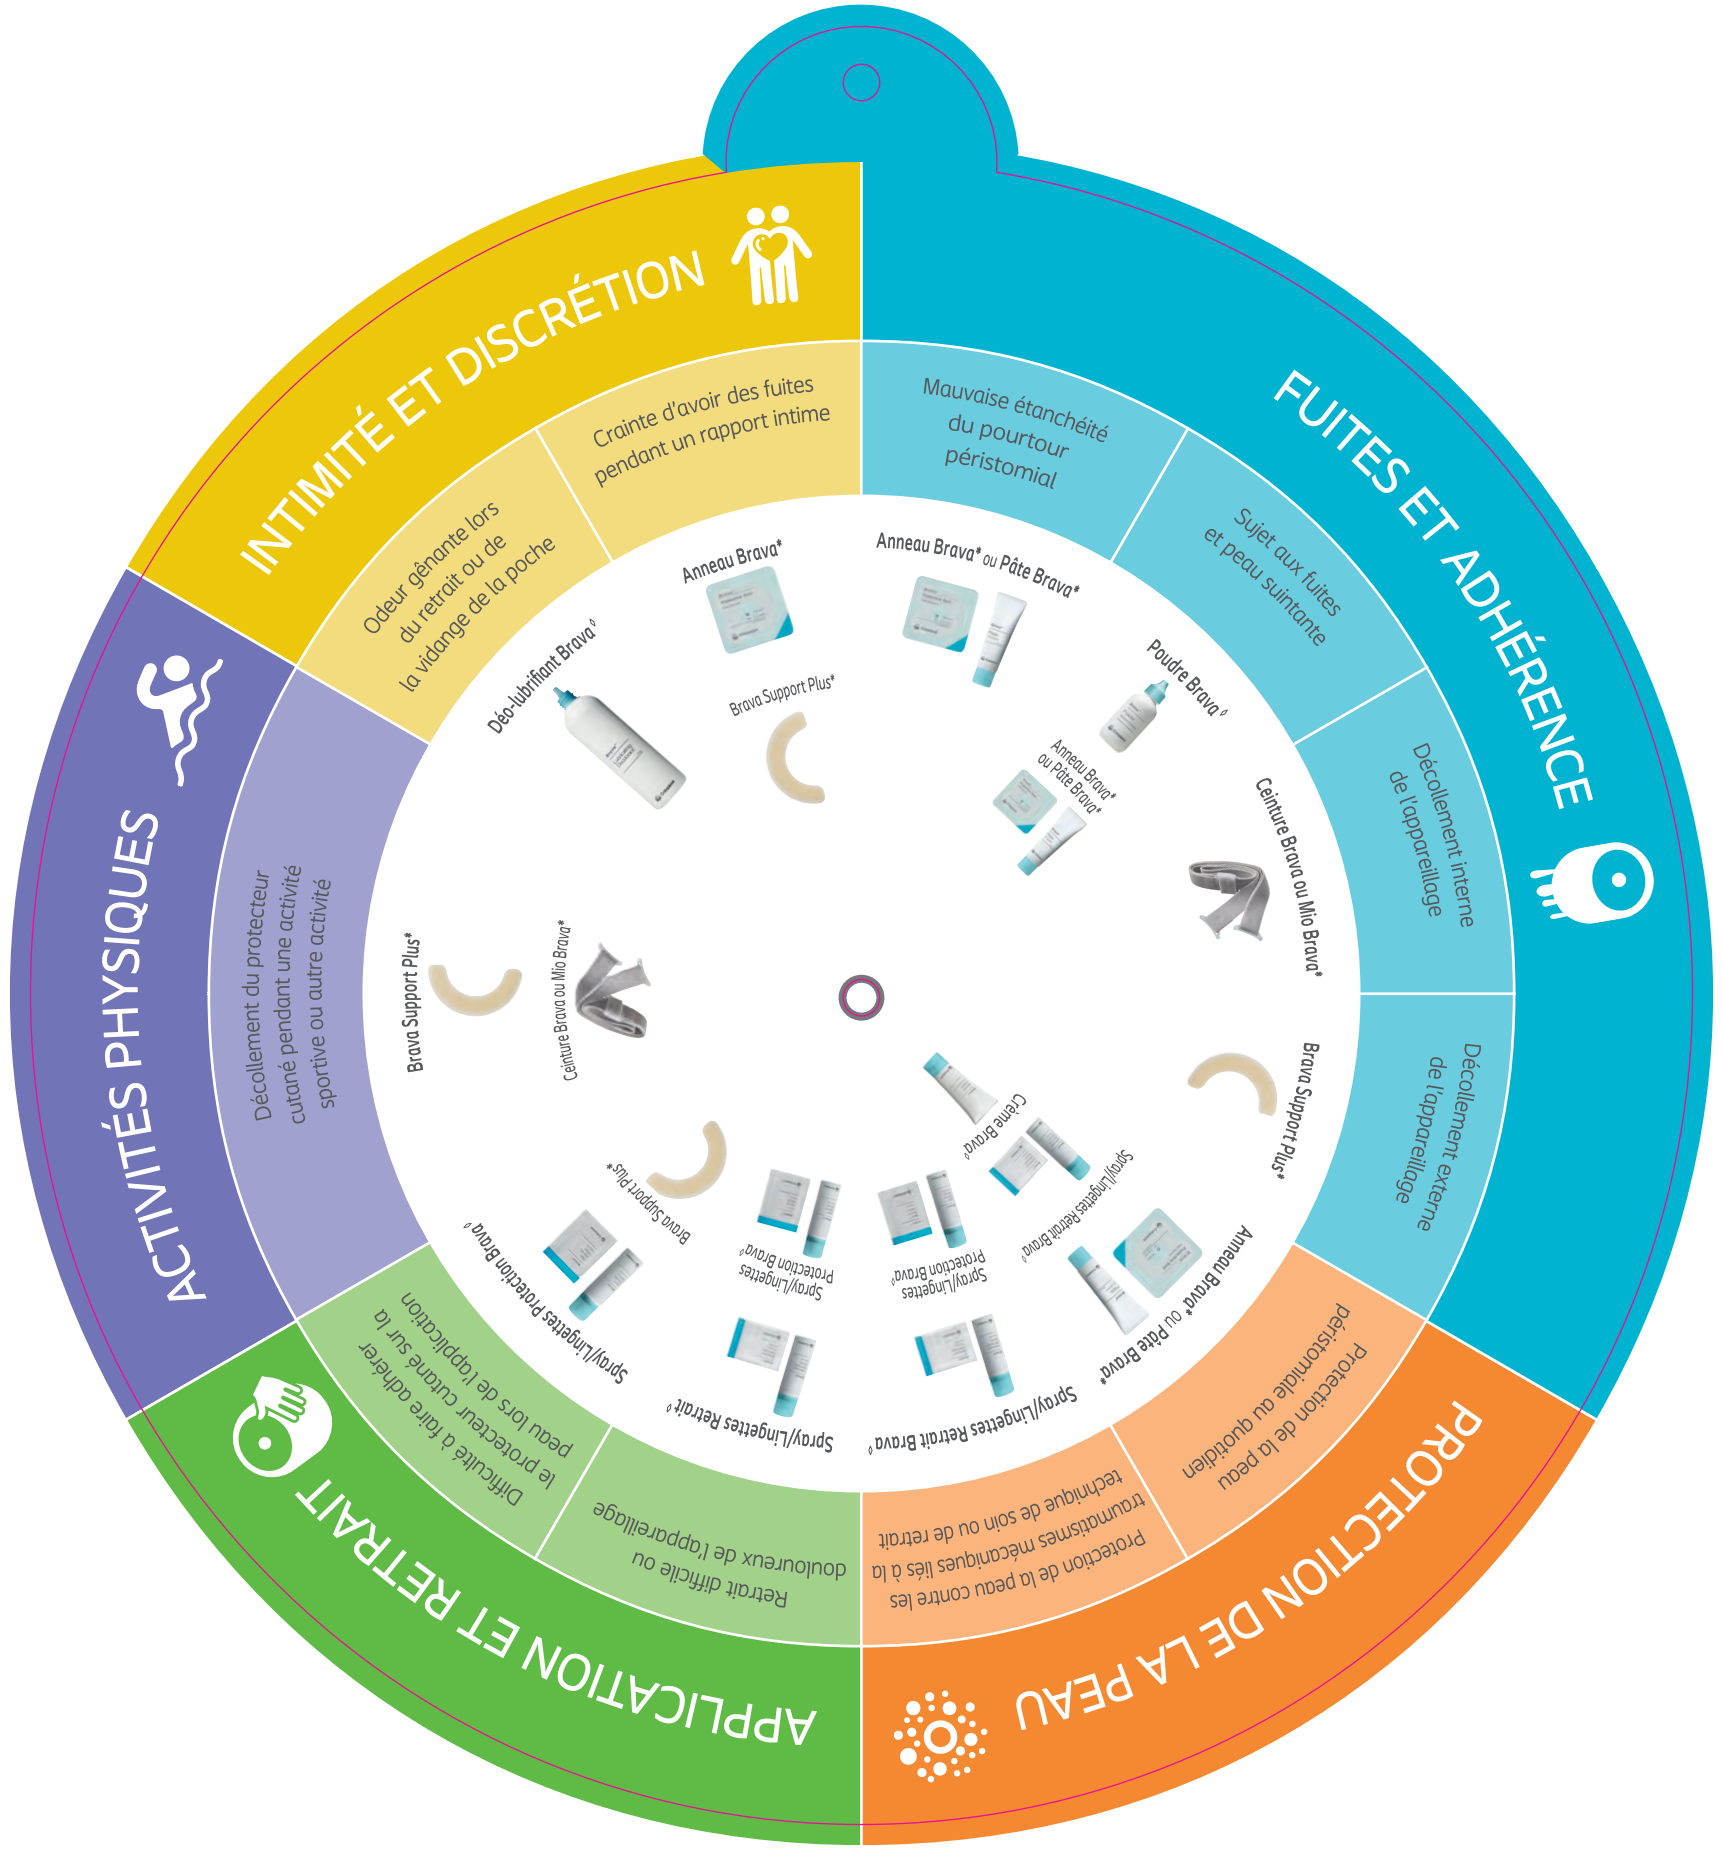 FUITES ET ADHÉRENCE
Mauvaise étanchéité
du pourtour
péristomial
Anneau Brava* ou Pâte Brava*
Sujet aux fuites
et peau suintante
Poudre Brava◊
Anneau Brava*
ou Pâte Brava*
Décollement interne
de l'appareillage
Ceinture Brava ou Mio Brava*
Décollement externe
de l'appareillage
Brava Support Plus*
PROTECTION DE LA PEAU
Protection de la peau
péristomiale au quotidien
Anneau Brava* ou Pâte Brava*
Spray/Lingettes Retrait Brava◊
Crème Brava◊
Protection de la peau contre les
traumatismes mécaniques liés à la
technique de soin ou de retrait
Spray/Lingettes Retrait Brava◊
Spray/Lingettes
Protection Brava◊
APPLICATION ET RETRAIT
Retrait difficile ou
douloureux de l'appareillage
Spray/Lingettes Retrait◊
Spray/Lingettes
Protection Brava◊
Difficulté à faire adhérer
le protecteur cutané sur la
peau lors de l'application
Spray/Lingettes Protection Brava◊
Brava Support Plus*
ACTIVITÉS PHYSIQUES
Décollement du protecteur
cutané pendant une activité
sportive ou autre activité
Brava Support Plus*
Ceinture Brava ou Mio Brava*
INTIMITÉ ET DISCRÉTION
Odeur gênante lors
du retrait ou de
la vidange de la poche
Déo-lubrifiant Brava◊
Crainte d'avoir des fuites
pendant un rapport intime
Anneau Brava*
Brava Support Plus*